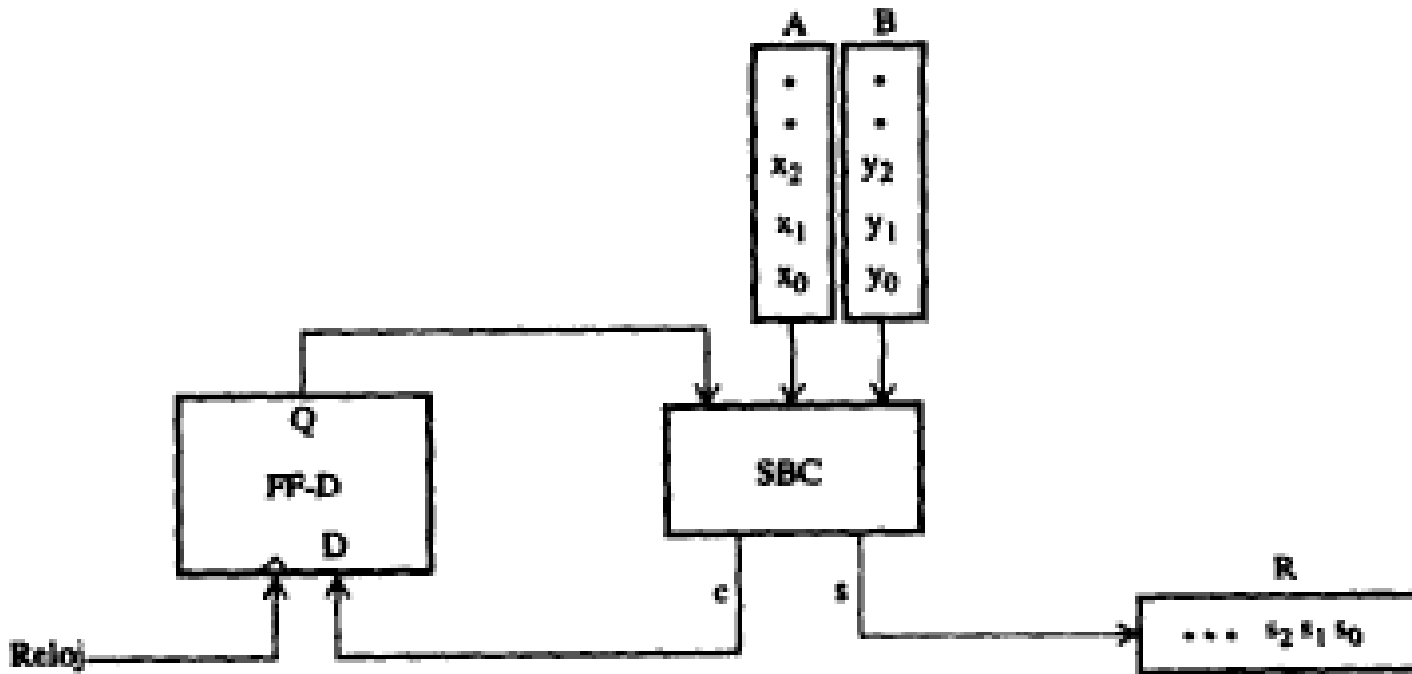 A B
x2 y2
x1 y1
x0 y0
Q
FF-D
D
SBC
c s
R
••• s2 s1 s0
Reloj